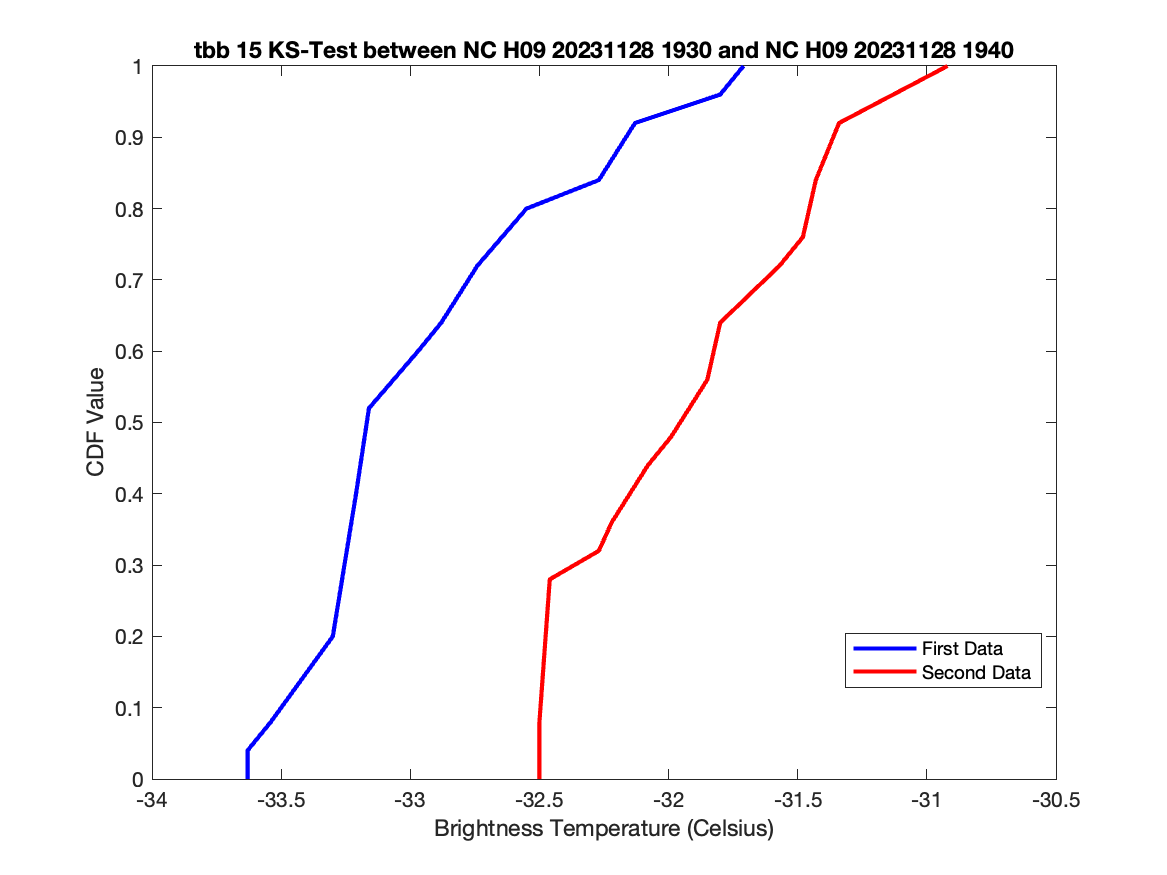 tbb 15 KS-Test between NC H09 20231128 1930 and NC H09 20231128 1940
1
0.9
0.8
0.7
0.6
0.5
0.4
0.3
0.2
0.1
0
CDF Value
First Data
Second Data
-34 -33.5 -33 -32.5 -32 -31.5 -31 -30.5
Brightness Temperature (Celsius)